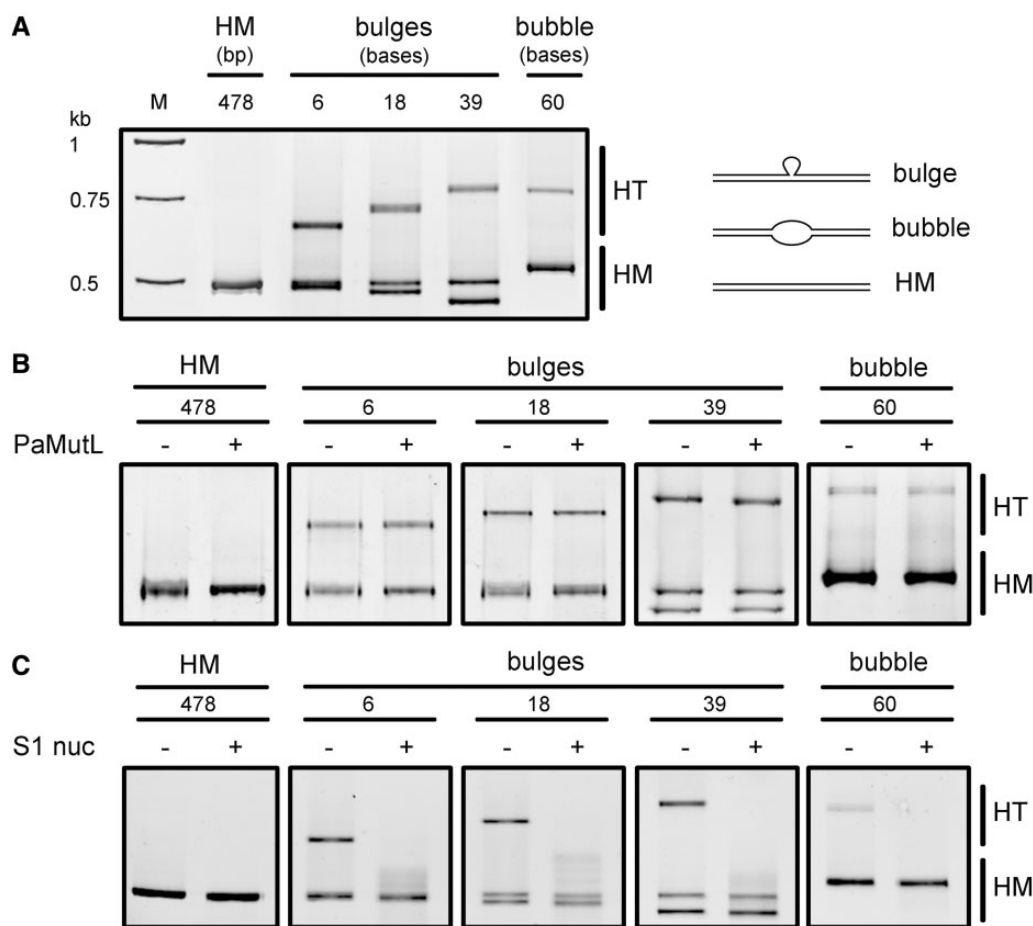 A
HM bulges bubble
(bp) (bases) (bases)
M 478 6 18 39 60
kb
1
0.75
0.5
HT
HM
bulge
bubble
HM
B
HM bulges bubble
478 6 18 39 60
PaMutL - + - + - + - + - +
HT
HM
C
HM bulges bubble
478 6 18 39 60
S1 nuc - + - + - + - + - +
HT
HM